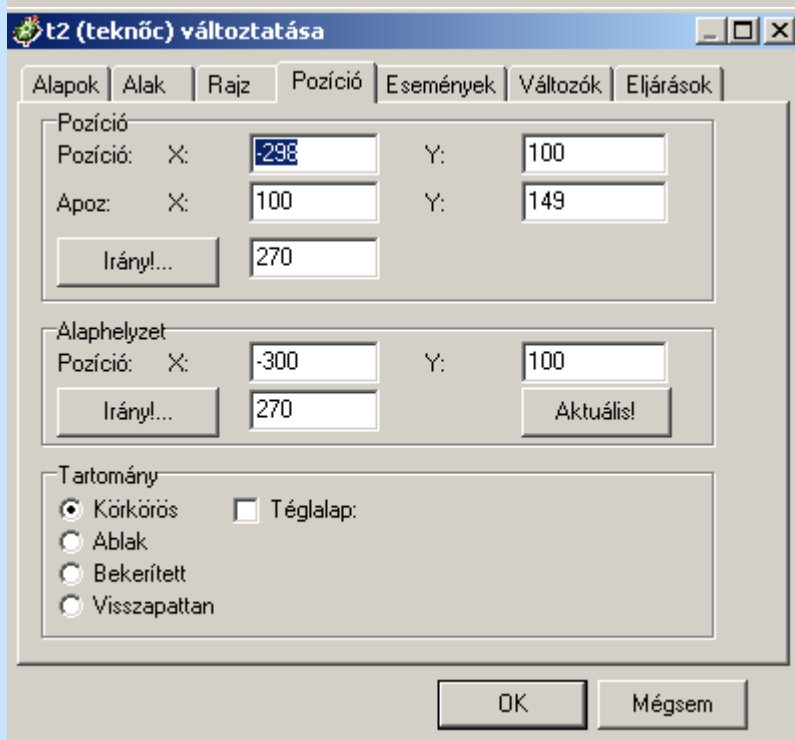 t2 (teknőc) változtatása
Alapok Alak Rajz Pozíció Események Változók Eljárások
Pozíció
Pozíció: X: -298 Y: 100
Apoz: X: 100 Y: 149
Irány!... 270
Alaphelyzet
Pozíció: X: -300 Y: 100
Irány!... 270 Aktuális!
Tartomány
Körkörös Téglalap:
Ablak
Bekerített
Visszapattan
OK Mégsem